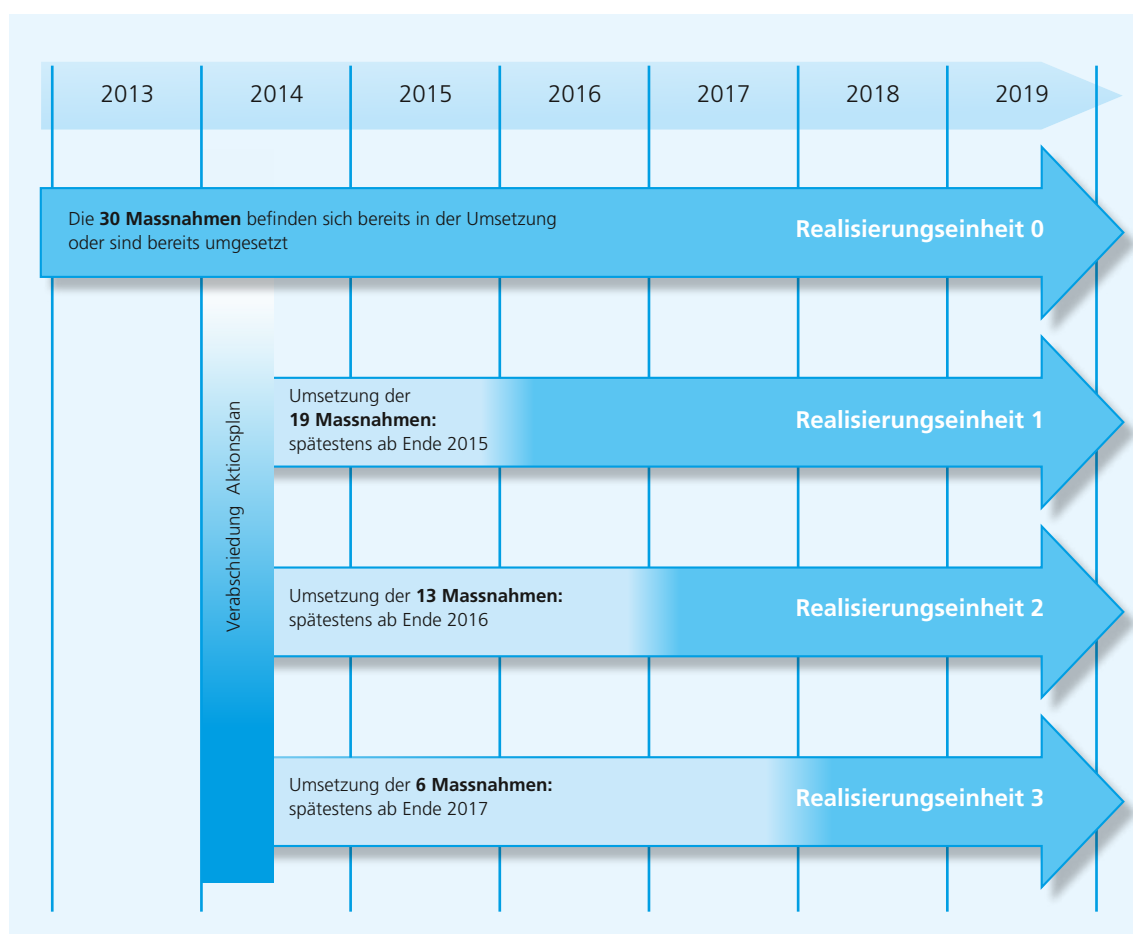 2013 2014 2015 2016 2017 2018 2019
Die 30 Massnahmen befinden sich bereits in der Umsetzung
oder sind bereits umgesetzt
Realisierungseinheit 0
Verabschiedung Aktionsplan
Umsetzung der
19 Massnahmen:
spätestens ab Ende 2015
Realisierungseinheit 1
Umsetzung der 13 Massnahmen:
spätestens ab Ende 2016
Realisierungseinheit 2
Umsetzung der 6 Massnahmen:
spätestens ab Ende 2017
Realisierungseinheit 3